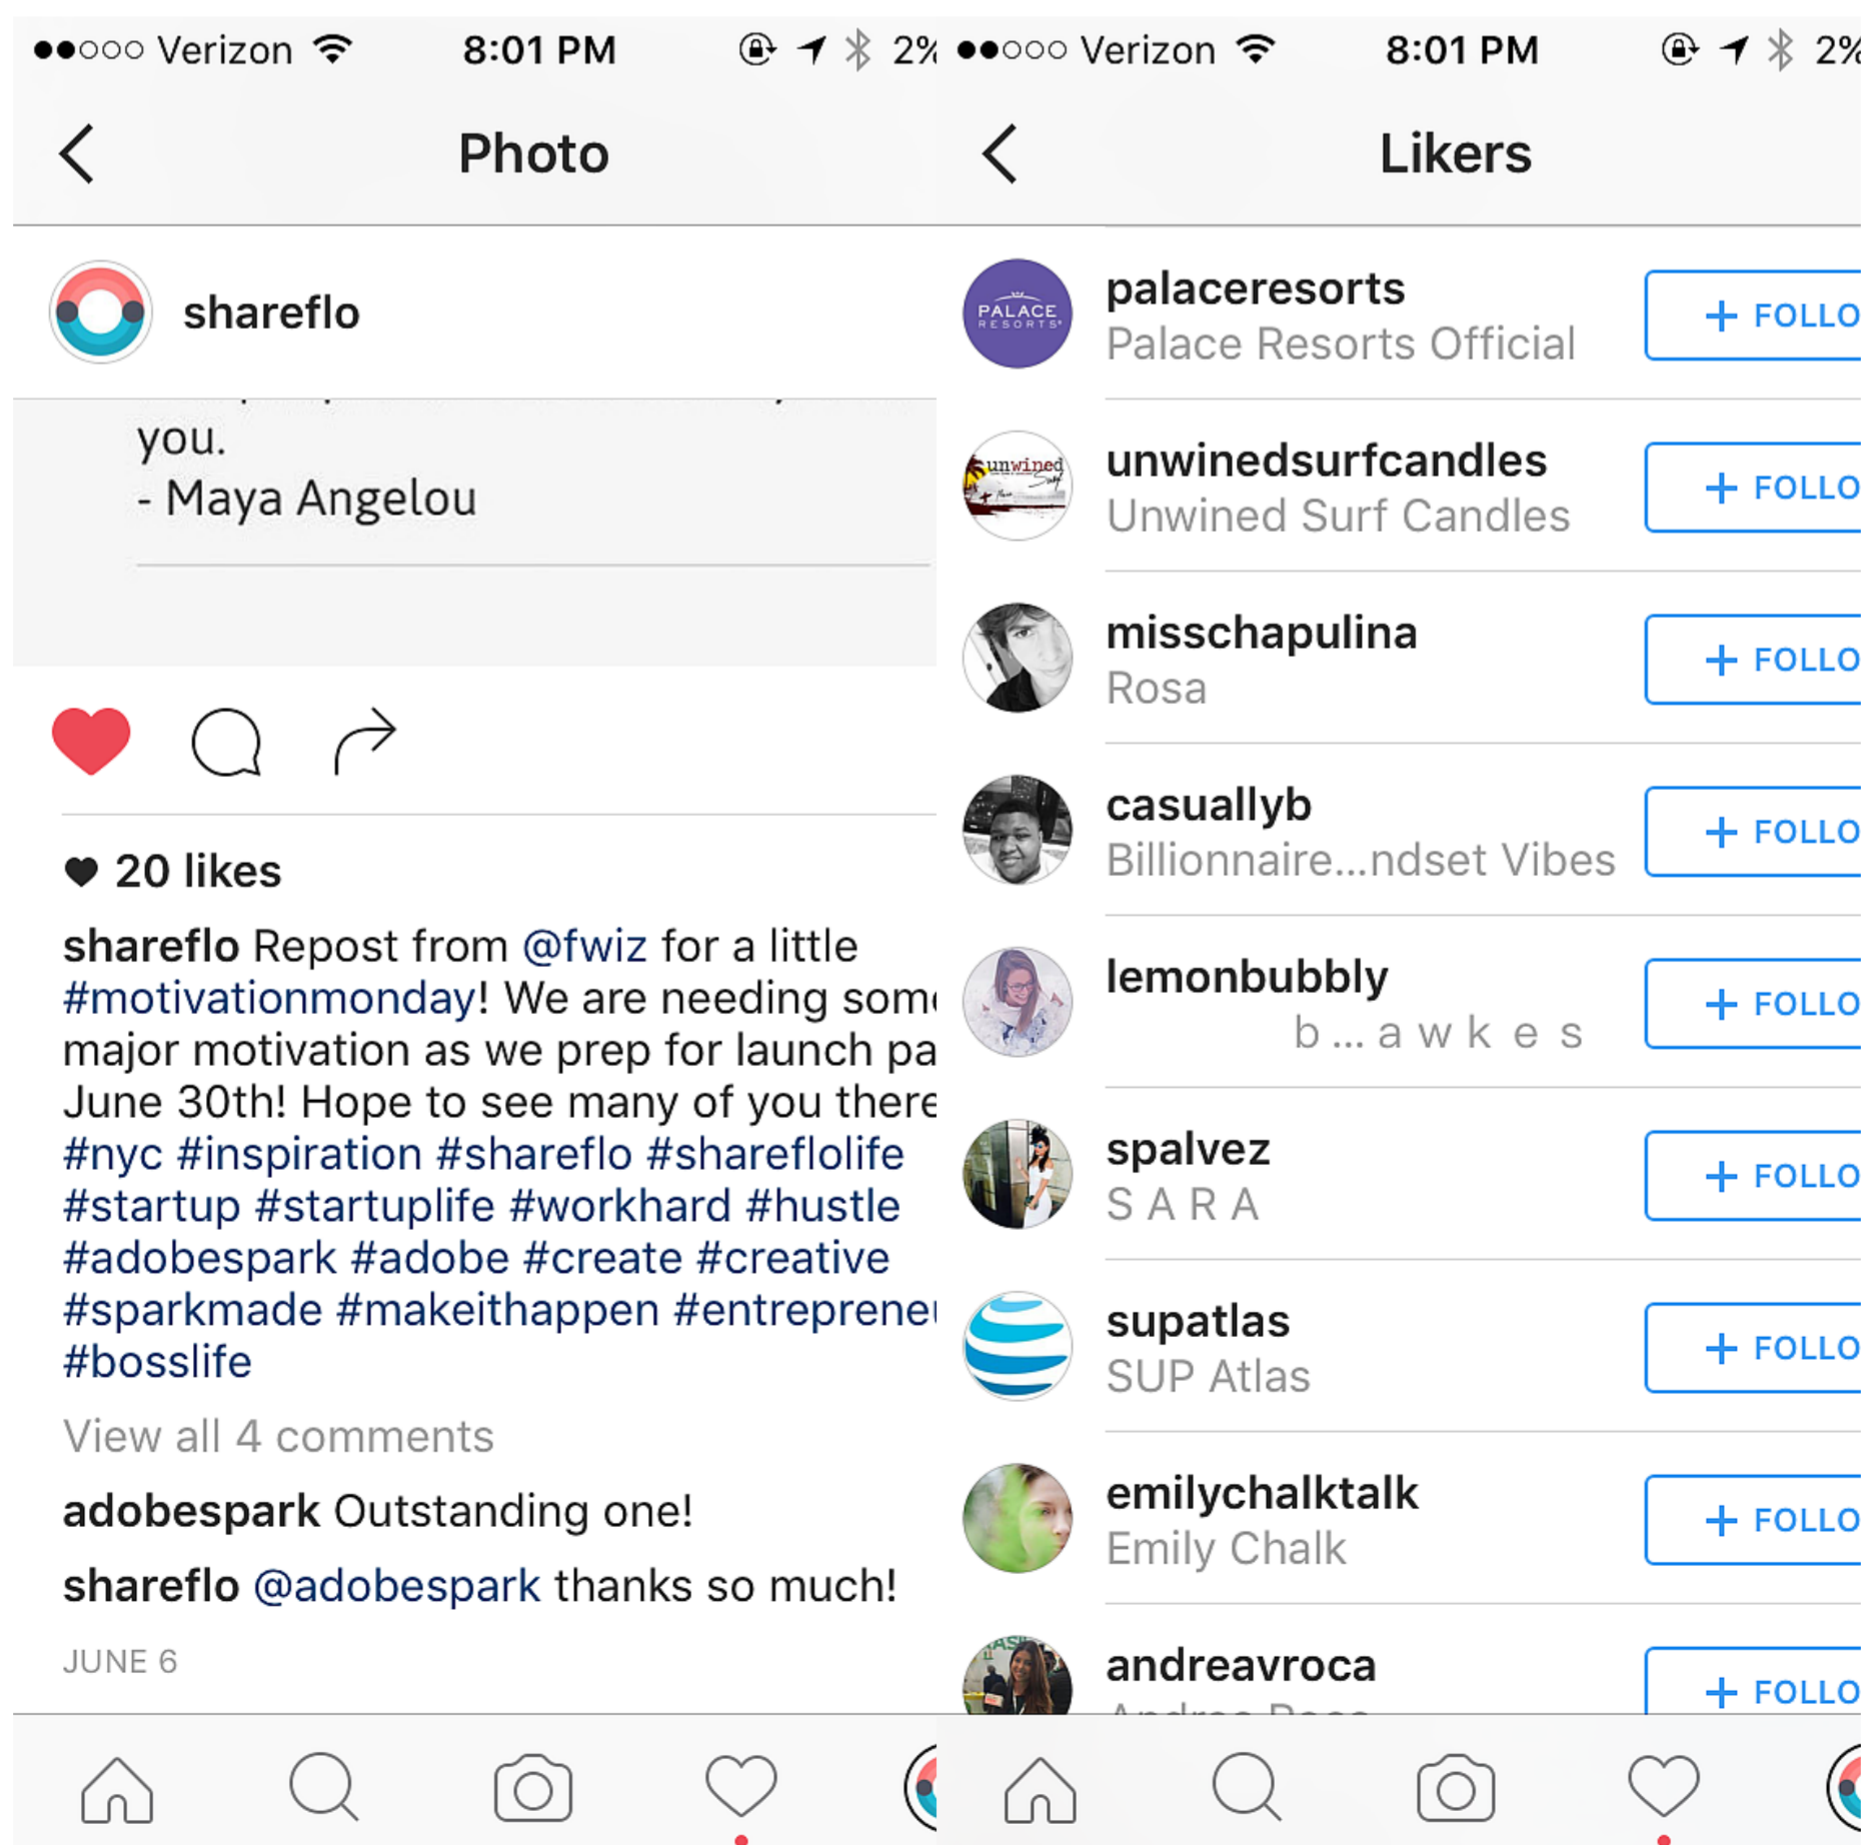 Verizon 8:01 PM 2%
Photo
shareflo
you.
- Maya Angelou
20 likes
shareflo Repost from @fwiz for a little
#motivationmonday! We are needing som
major motivation as we prep for launch pa
June 30th! Hope to see many of you there
#nyc #inspiration #shareflo #shareflolife
#startup #startuplife #workhard #hustle
#adobespark #adobe #create #creative
#sparkmade #makeithappen #entreprene
#bosslife
View all 4 comments
adobespark Outstanding one!
shareflo @adobespark thanks so much!
JUNE 6
Verizon 8:01 PM 2%
Likers
PALACE
RESORTS
palaceresorts
Palace Resorts Official
+ FOLLO
unwined
unwinedsurfcandles
Unwined Surf Candles
+ FOLLO
misschapulina
Rosa
+ FOLLO
casuallyb
Billionnaire...ndset Vibes
+ FOLLO
lemonbubbly
b ... a w k e s
+ FOLLO
spalvez
S A R A
+ FOLLO
supatlas
SUP Atlas
+ FOLLO
emilychalktalk
Emily Chalk
+ FOLLO
andreavroca
+ FOLLO